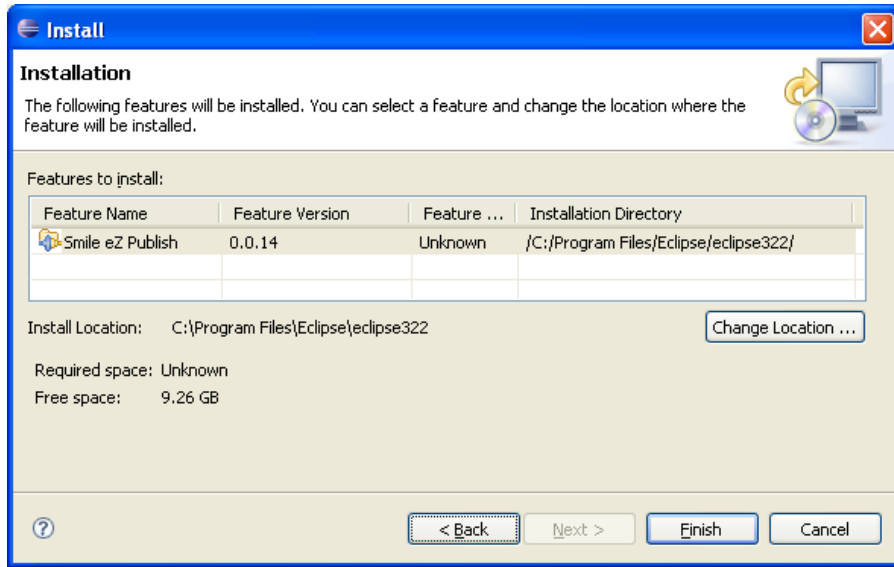 Install
Installation
The following features will be installed. You can select a feature and change the location where the
feature will be installed.
Features to install:
Feature Name Feature Version Feature ... Installation Directory
Smile eZ Publish 0.0.14 Unknown /C:/Program Files/Eclipse/eclipse322/
Install Location: C:\Program Files\Eclipse\eclipse322 Change Location ...
Required space: Unknown
Free space: 9.26 GB
? < Back Next > Finish Cancel